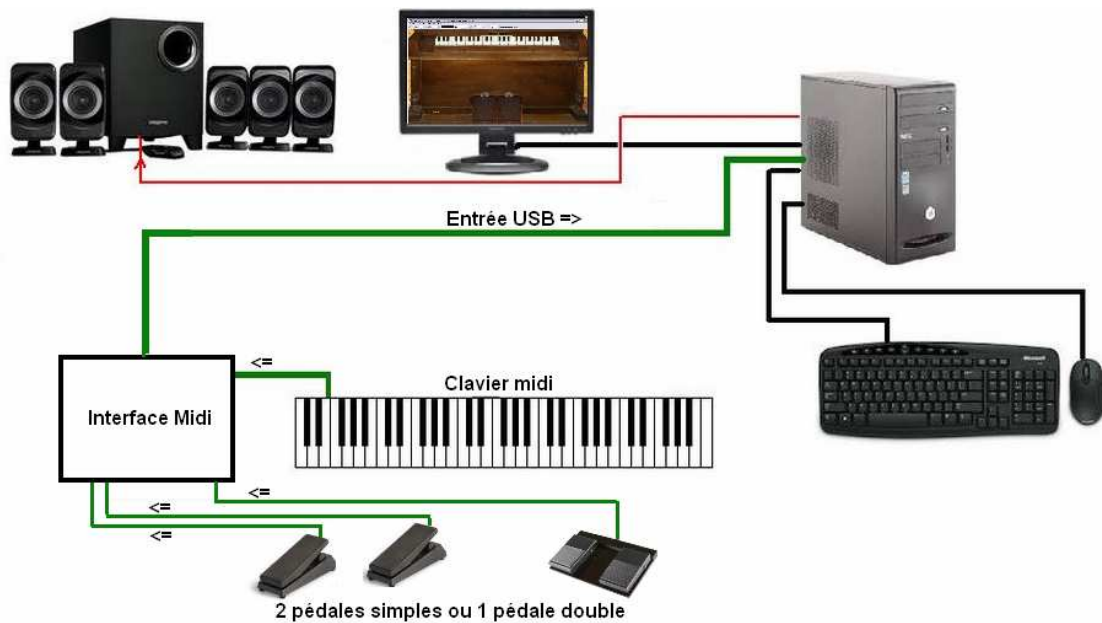 Entrée USB =>
<=
Clavier midi
Interface Midi
<=
<=
<=
2 pédales simples ou 1 pédale double